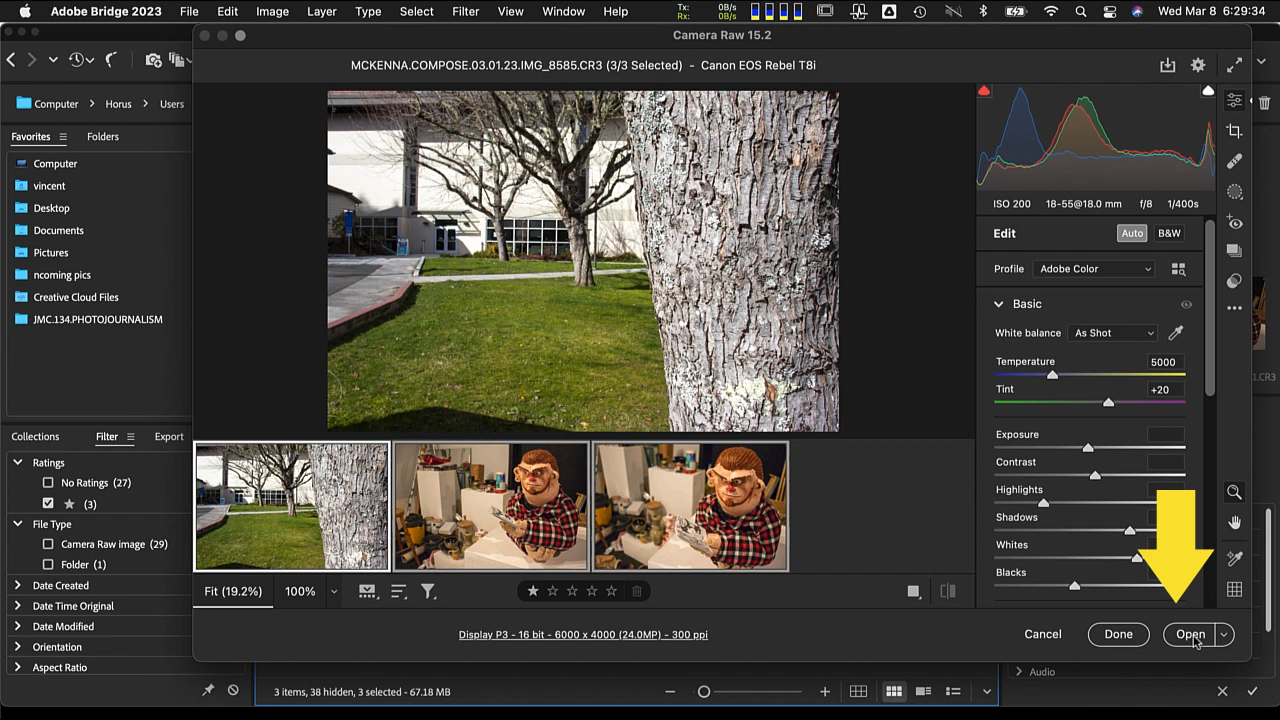 Adobe Bridge 2023 File Edit Image Layer Type Select Filter View Window Help Tx: 0B/s Rx: 0B/s Wed Mar 8 6:29:34
Camera Raw 15.2
MCKENNA.COMPOSE.03.01.23.IMG_8585.CR3 (3/3 Selected) - Canon EOS Rebel T8i
Computer Horus Users
Favorites Folders
Computer
vincent
Desktop
Documents
Pictures
ncoming pics
Creative Cloud Files
JMC.134.PHOTOJOURNALISM
ISO 200 18-55@18.0 mm f/8 1/400s
Edit Auto B&W
Profile Adobe Color
Basic
White balance As Shot
Temperature 5000
Tint +20
Exposure
Contrast
Highlights
Shadows
Whites
Blacks
1.CR3
Collections Filter Export
Ratings
No Ratings (27)
(3)
File Type
Camera Raw image (29)
Folder (1)
Date Created
Date Time Original
Date Modified
Orientation
Aspect Ratio
Fit (19.2%) 100%
Display P3 - 16 bit - 6000 x 4000 (24.0MP) - 300 ppi
Cancel Done Open
Audio
3 items, 38 hidden, 3 selected - 67.18 MB